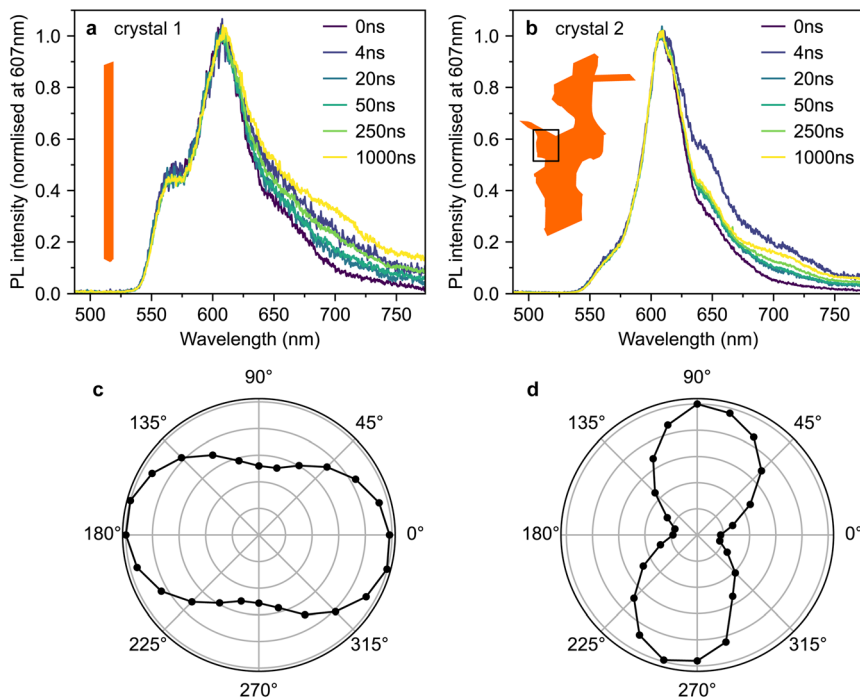 a crystal 1
0ns
4ns
20ns
50ns
250ns
1000ns
1.0
0.8
0.6
0.4
0.2
0.0
PL intensity (normlised at 607nm)
500 550 600 650 700 750
Wavelength (nm)
b crystal 2
0ns
4ns
20ns
50ns
250ns
1000ns
1.0
0.8
0.6
0.4
0.2
0.0
PL intensity (normlised at 607nm)
500 550 600 650 700 750
Wavelength (nm)
c
90°
135° 45°
180° 0°
225° 315°
270°
d
90°
135° 45°
180° 0°
225° 315°
270°